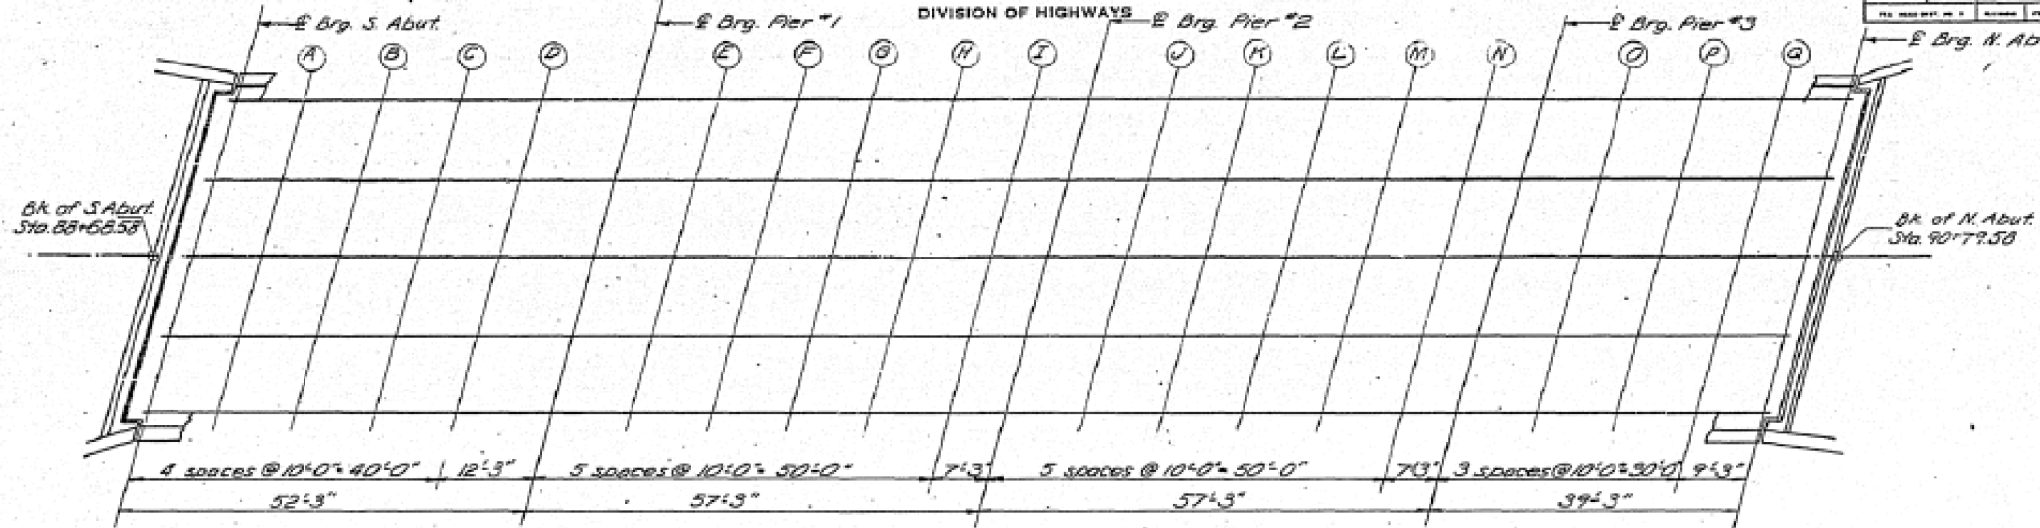 DIVISION OF HIGHWAYS
℄ Brg. S. Abut.
℄ Brg. Pier #1
℄ Brg. Pier #2
℄ Brg. Pier #3
℄ Brg. N. Ab
A B C D E F G H I J K L M N O P Q
Bk. of S. Abut.
Sta. 88+68.58
Bk. of N. Abut.
Sta. 90+79.58
4 spaces @ 10'-0" = 40'-0" 12'-3" 5 spaces @ 10'-0" = 50'-0" 7'-3" 5 spaces @ 10'-0" = 50'-0" 7'-3" 3 spaces @ 10'-0" = 30'-0" 9'-3"
52'-3" 57'-3" 57'-3" 39'-3"